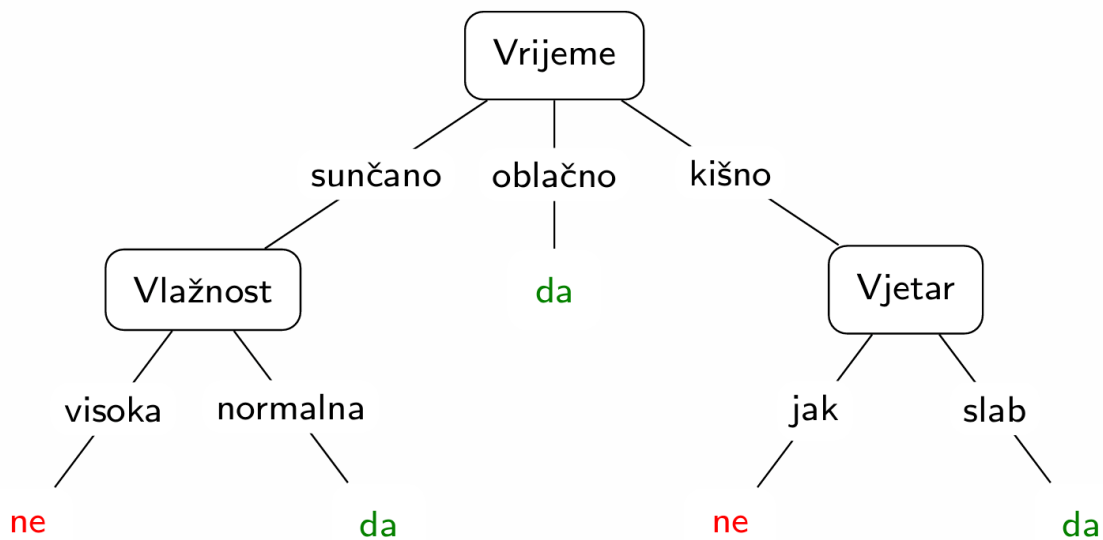 Vrijeme
sunčano oblačno kišno
Vlažnost da Vjetar
visoka normalna jak slab
ne da ne da